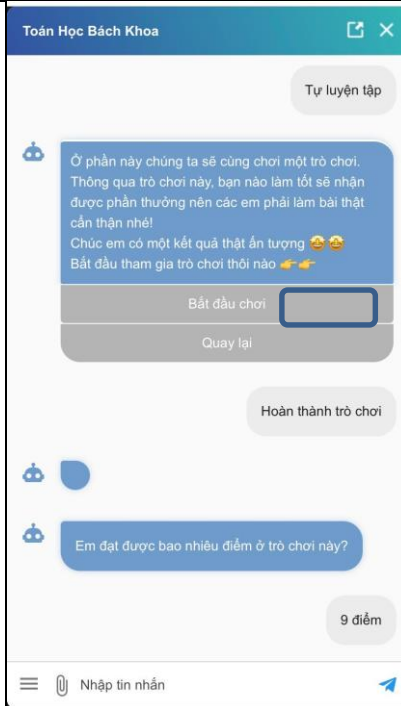 Toán Học Bách Khoa
Tự luyện tập
Ở phần này chúng ta sẽ cùng chơi một trò chơi.
Thông qua trò chơi này, bạn nào làm tốt sẽ nhận
được phần thưởng nên các em phải làm bài thật
cẩn thận nhé!
Chúc em có một kết quả thật ấn tượng 🤩🤩
Bắt đầu tham gia trò chơi thôi nào 👉👉
Bắt đầu chơi
Quay lại
Hoàn thành trò chơi
Em đạt được bao nhiêu điểm ở trò chơi này?
9 điểm
Nhập tin nhắn